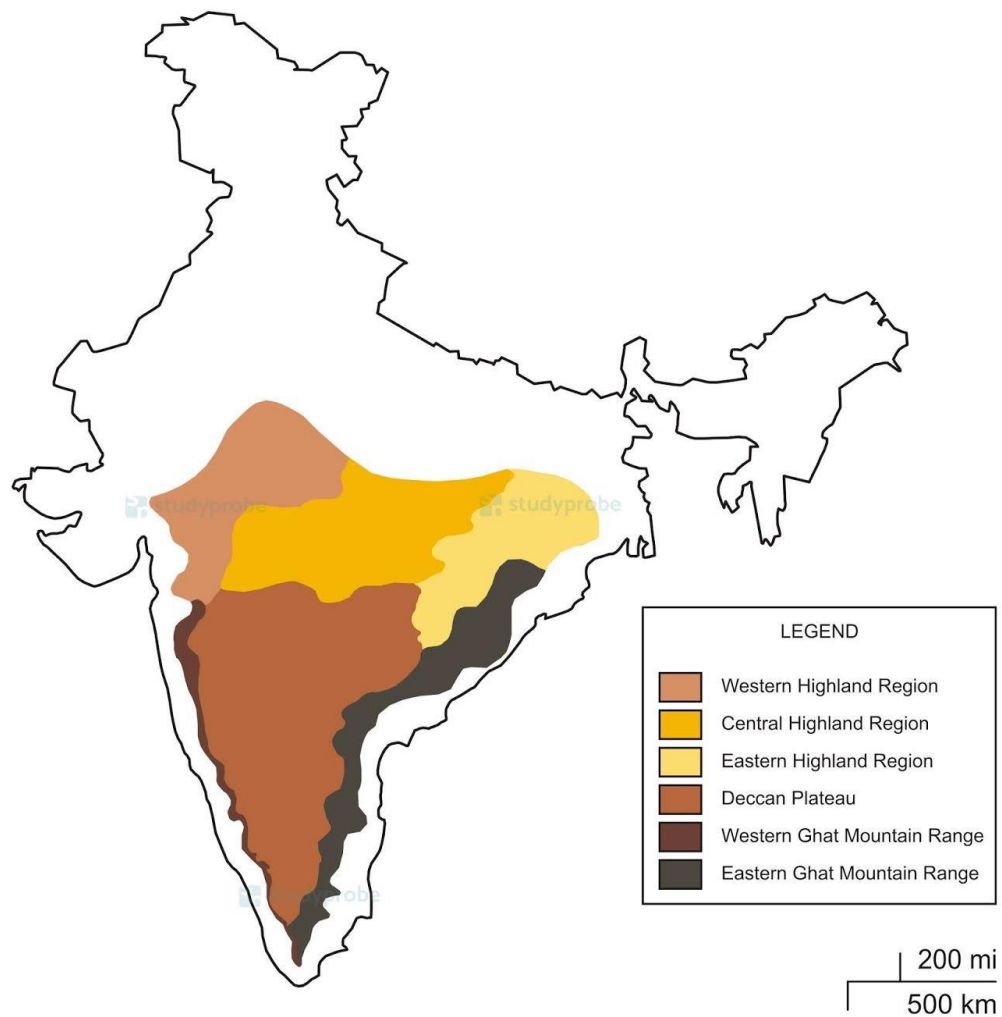 studyprobe
studyprobe
LEGEND
Western Highland Region
Central Highland Region
Eastern Highland Region
Deccan Plateau
Western Ghat Mountain Range
Eastern Ghat Mountain Range
studyprobe
200 mi
500 km